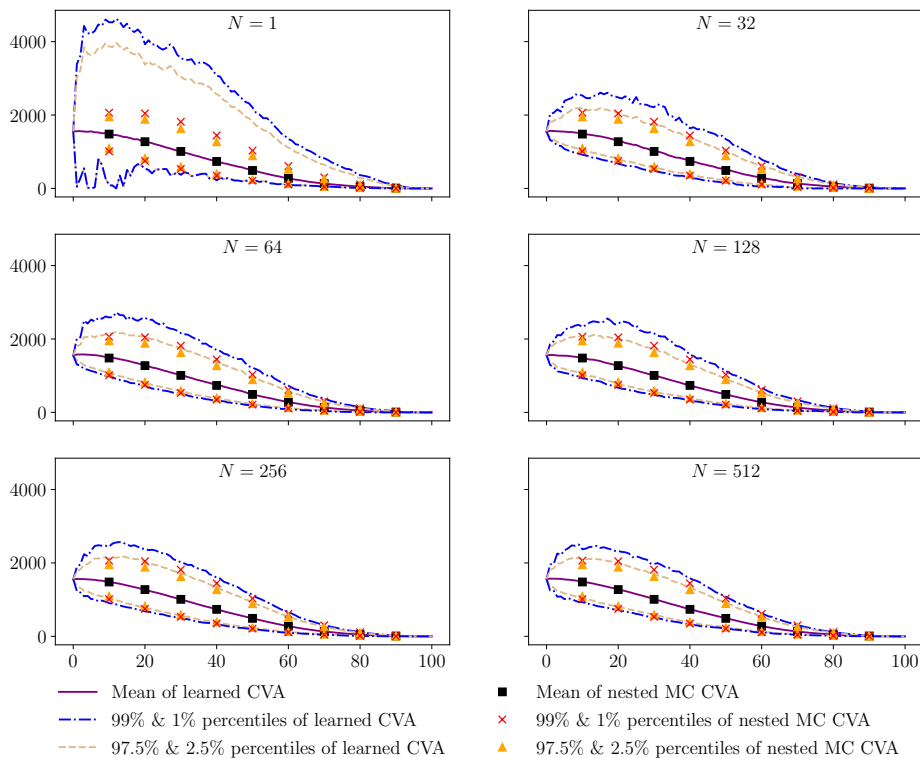 N = 1
N = 32
4000
2000
0
N = 64
N = 128
4000
2000
0
N = 256
N = 512
4000
2000
0
0 20 40 60 80 100
0 20 40 60 80 100
Mean of learned CVA
99% & 1% percentiles of learned CVA
97.5% & 2.5% percentiles of learned CVA
Mean of nested MC CVA
99% & 1% percentiles of nested MC CVA
97.5% & 2.5% percentiles of nested MC CVA